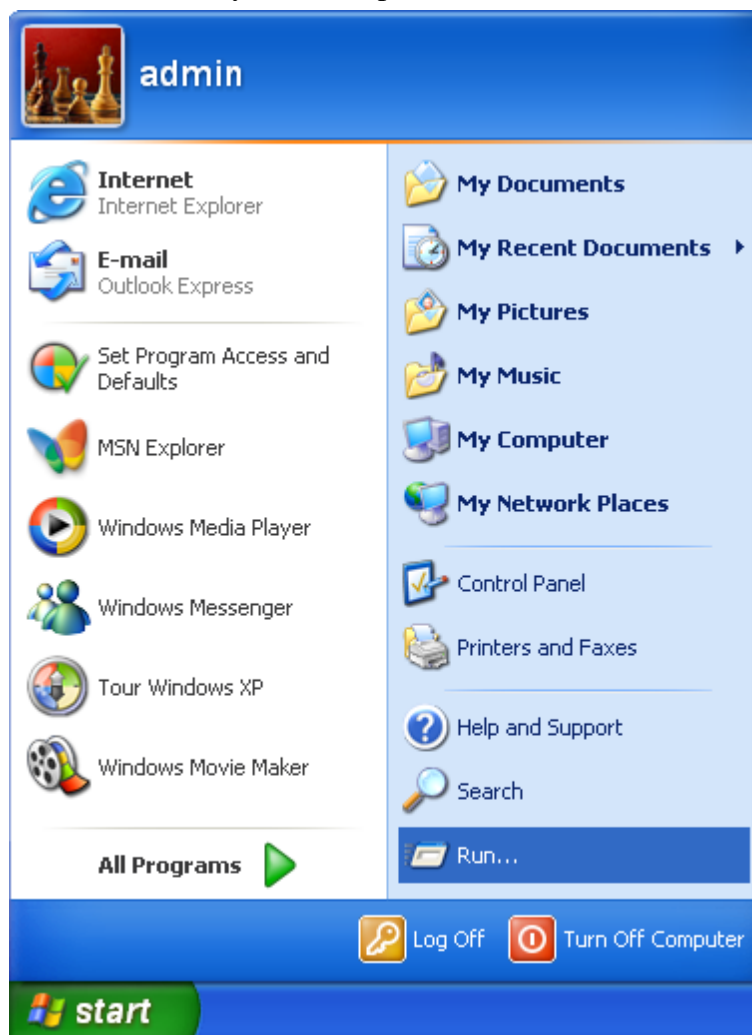 admin
Internet
Internet Explorer
E-mail
Outlook Express
Set Program Access and
Defaults
MSN Explorer
Windows Media Player
Windows Messenger
Tour Windows XP
Windows Movie Maker
All Programs
My Documents
My Recent Documents
My Pictures
My Music
My Computer
My Network Places
Control Panel
Printers and Faxes
Help and Support
Search
Run...
Log Off
Turn Off Computer
start